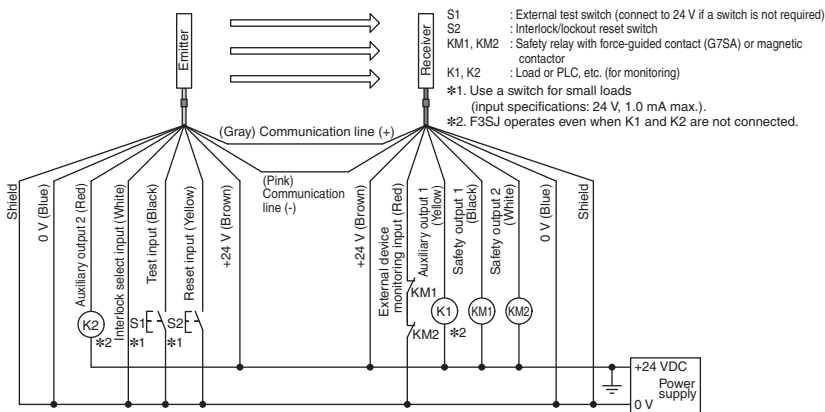 S1 : External test switch (connect to 24 V if a switch is not required)
S2 : Interlock/lockout reset switch
KM1, KM2 : Safety relay with force-guided contact (G7SA) or magnetic
contactor
K1, K2 : Load or PLC, etc. (for monitoring)
✻1. Use a switch for small loads
(input specifications: 24 V, 1.0 mA max.).
✻2. F3SJ operates even when K1 and K2 are not connected.
Emitter
Receiver
(Gray) Communication line (+)
(Pink)
Communication
line (-)
Shield
0 V (Blue)
Auxiliary output 2 (Red)
Interlock select input (White)
Test input (Black)
Reset input (Yellow)
+24 V (Brown)
+24 V (Brown)
External device
monitoring input (Red)
Auxiliary output 1
(Yellow)
Safety output 1
(Black)
Safety output 2
(White)
0 V (Blue)
Shield
KM1
K2
✻2
✻1
S1
✻1
S2
K1
✻2
KM1
KM2
KM2
+24 VDC
Power
supply
0 V